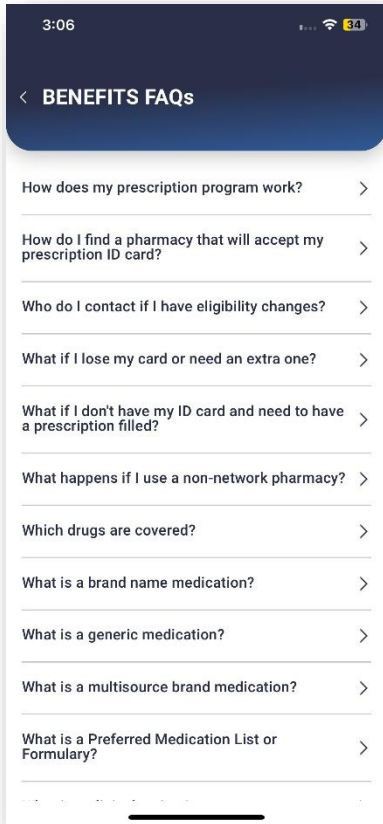 3:06
34
BENEFITS FAQs
How does my prescription program work?
How do I find a pharmacy that will accept my
prescription ID card?
Who do I contact if I have eligibility changes?
What if I lose my card or need an extra one?
What if I don't have my ID card and need to have
a prescription filled?
What happens if I use a non-network pharmacy?
Which drugs are covered?
What is a brand name medication?
What is a generic medication?
What is a multisource brand medication?
What is a Preferred Medication List or
Formulary?